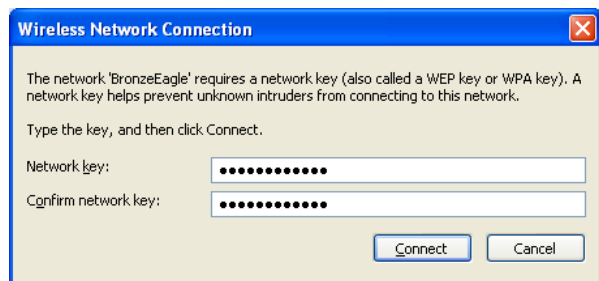 Wireless Network Connection
The network 'BronzeEagle' requires a network key (also called a WEP key or WPA key). A
network key helps prevent unknown intruders from connecting to this network.
Type the key, and then click Connect.
Network key: ●●●●●●●●●●●●
Confirm network key: ●●●●●●●●●●●●
Connect Cancel